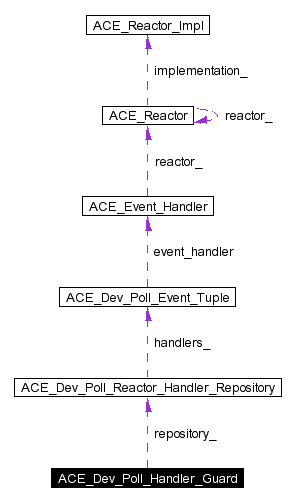 ACE_Reactor_Impl
implementation_
ACE_Reactor
reactor_
reactor_
ACE_Event_Handler
event_handler
ACE_Dev_Poll_Event_Tuple
handlers_
ACE_Dev_Poll_Reactor_Handler_Repository
repository_
ACE_Dev_Poll_Handler_Guard